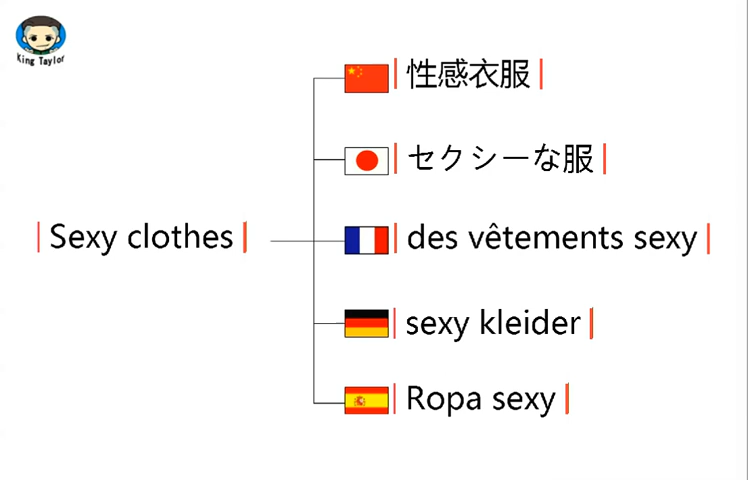 King Taylor
性感衣服
セクシーな服
Sexy clothes
des vêtements sexy
sexy kleider
Ropa sexy